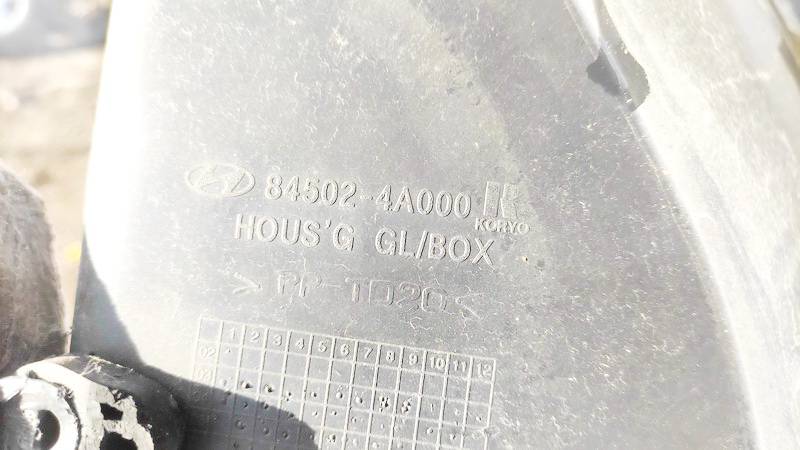 84502-4A000
KORYO
HOUS'G GL/BOX
>PP-TD20<
1 2 3 4 5 6 7 8 9 10 11 12
02